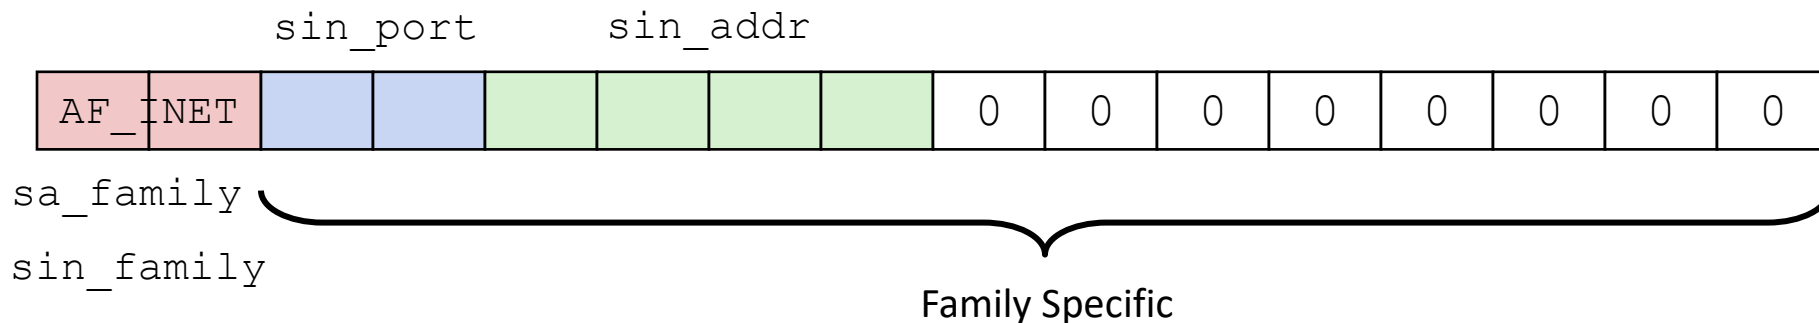 sin_port sin_addr
AF_INET 0 0 0 0 0 0 0 0
sa_family
sin_family
Family Specific